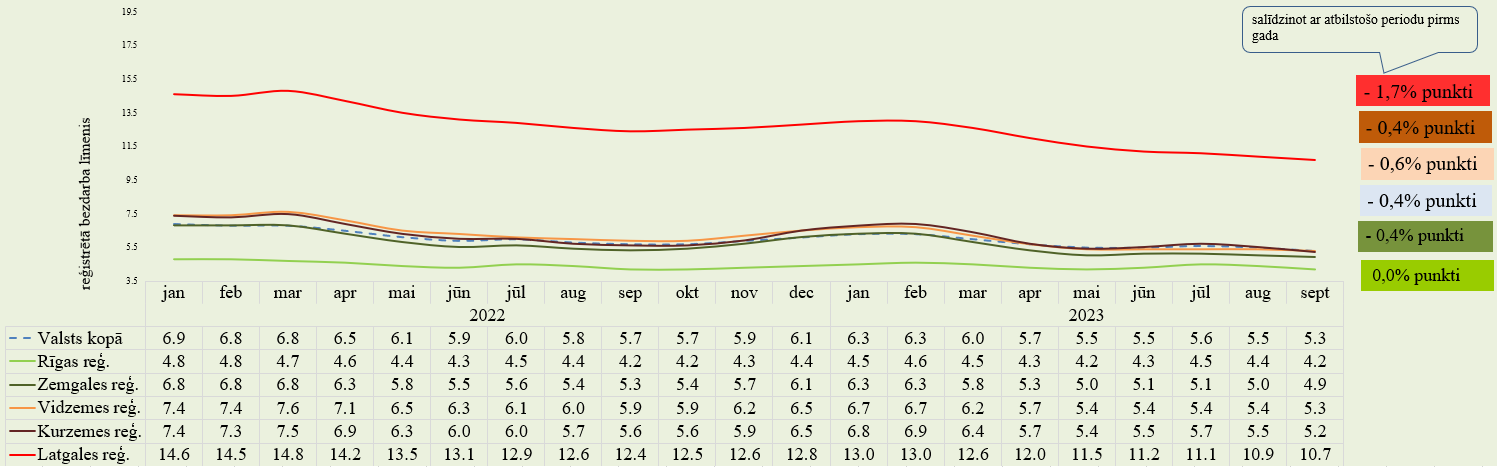 19.5
17.5
15.5
13.5
11.5
9.5
7.5
5.5
3.5
reģistrētā bezdarba līmenis
salīdzinot ar atbilstošo periodu pirms
gada
- 1,7% punkti
- 0,4% punkti
- 0,6% punkti
- 0,4% punkti
- 0,4% punkti
0,0% punkti
jan feb mar apr mai jūn jūl aug sep okt nov dec jan feb mar apr mai jūn jūl aug sept
2022 2023
Valsts kopā 6.9 6.8 6.8 6.5 6.1 5.9 6.0 5.8 5.7 5.7 5.9 6.1 6.3 6.3 6.0 5.7 5.5 5.5 5.6 5.5 5.3
Rīgas reģ. 4.8 4.8 4.7 4.6 4.4 4.3 4.5 4.4 4.2 4.2 4.3 4.4 4.5 4.6 4.5 4.3 4.2 4.3 4.5 4.4 4.2
Zemgales reģ. 6.8 6.8 6.8 6.3 5.8 5.5 5.6 5.4 5.3 5.4 5.7 6.1 6.3 6.3 5.8 5.3 5.0 5.1 5.1 5.0 4.9
Vidzemes reģ. 7.4 7.4 7.6 7.1 6.5 6.3 6.1 6.0 5.9 5.9 6.2 6.5 6.7 6.7 6.2 5.7 5.4 5.4 5.4 5.4 5.3
Kurzemes reģ. 7.4 7.3 7.5 6.9 6.3 6.0 6.0 5.7 5.6 5.6 5.9 6.5 6.8 6.9 6.4 5.7 5.4 5.5 5.7 5.5 5.2
Latgales reģ. 14.6 14.5 14.8 14.2 13.5 13.1 12.9 12.6 12.4 12.5 12.6 12.8 13.0 13.0 12.6 12.0 11.5 11.2 11.1 10.9 10.7